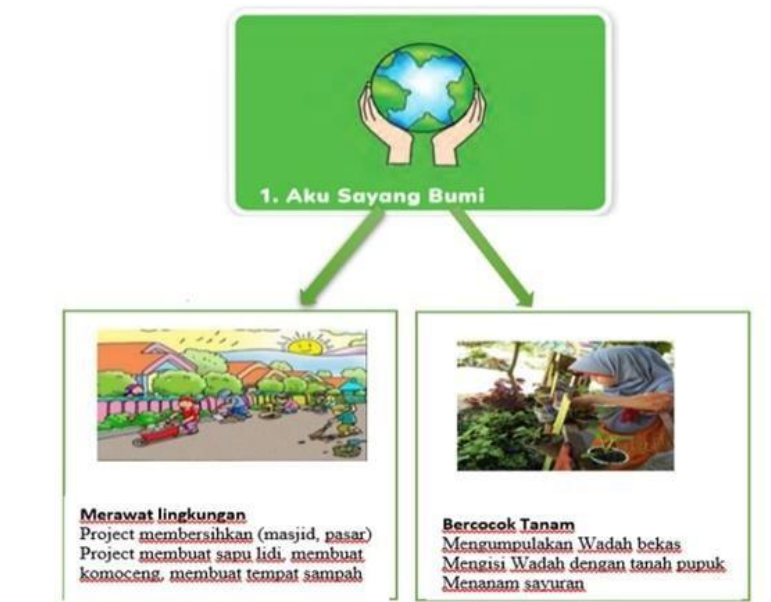 1. Aku Sayang Bumi
Merawat lingkungan
Project membersihkan (masjid, pasar)
Project membuat sapu lidi, membuat
komoceng, membuat tempat sampah
Bercocok Tanam
Mengumpulakan Wadah bekas
Mengisi Wadah dengan tanah pupuk
Menanam sayuran